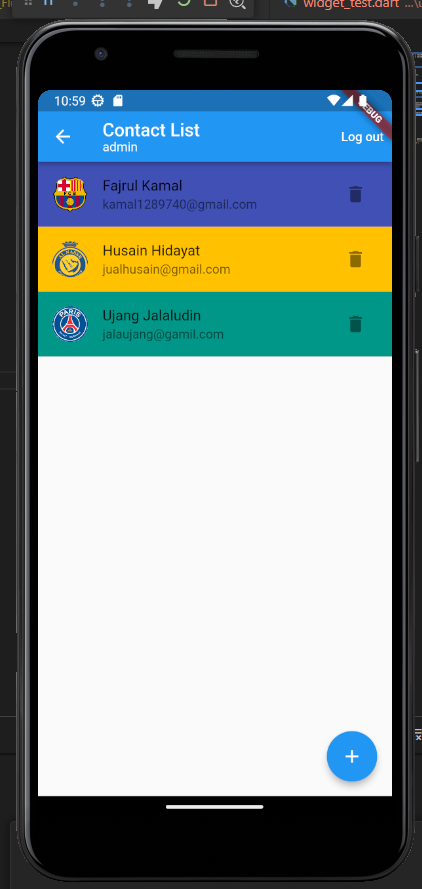 widget_test.dart
10:59
DEBUG
Contact List
admin
Log out
Fajrul Kamal
kamal1289740@gmail.com
Husain Hidayat
jualhusain@gmail.com
Ujang Jalaludin
jalaujang@gamil.com
PARIS